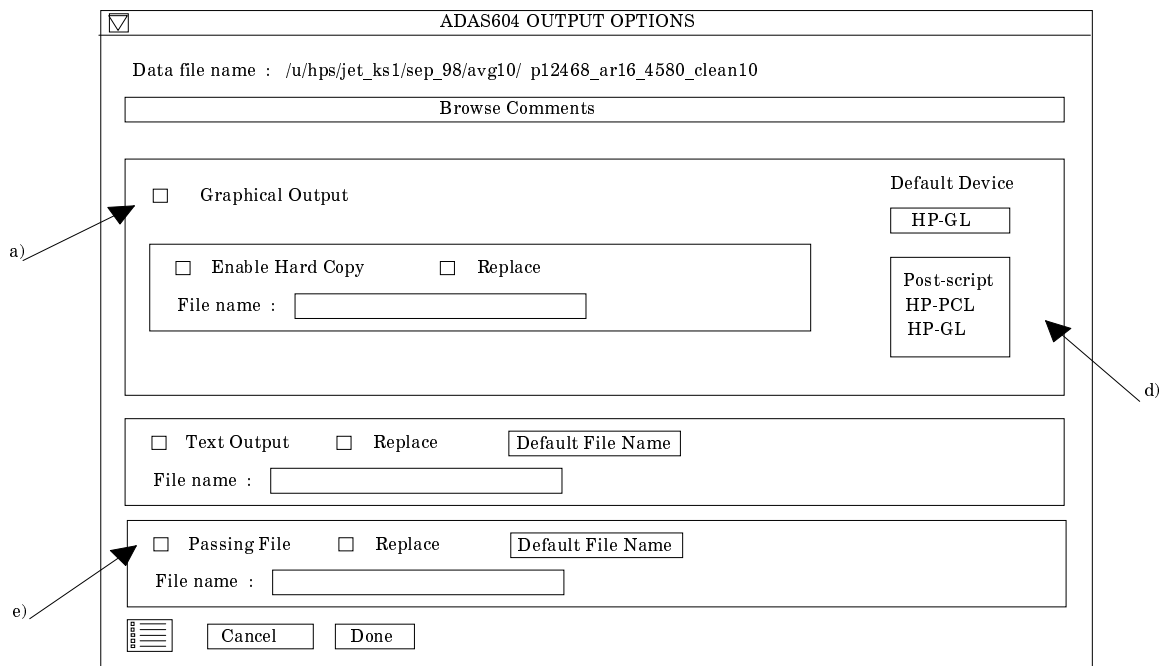 ADAS604 OUTPUT OPTIONS
Data file name : /u/hps/jet_ks1/sep_98/avg10/ p12468_ar16_4580_clean10
Browse Comments
Graphical Output
Default Device
HP-GL
a)
Enable Hard Copy Replace
File name :
Post-script
HP-PCL
HP-GL
d)
Text Output Replace Default File Name
File name :
Passing File Replace Default File Name
File name :
e)
Cancel Done